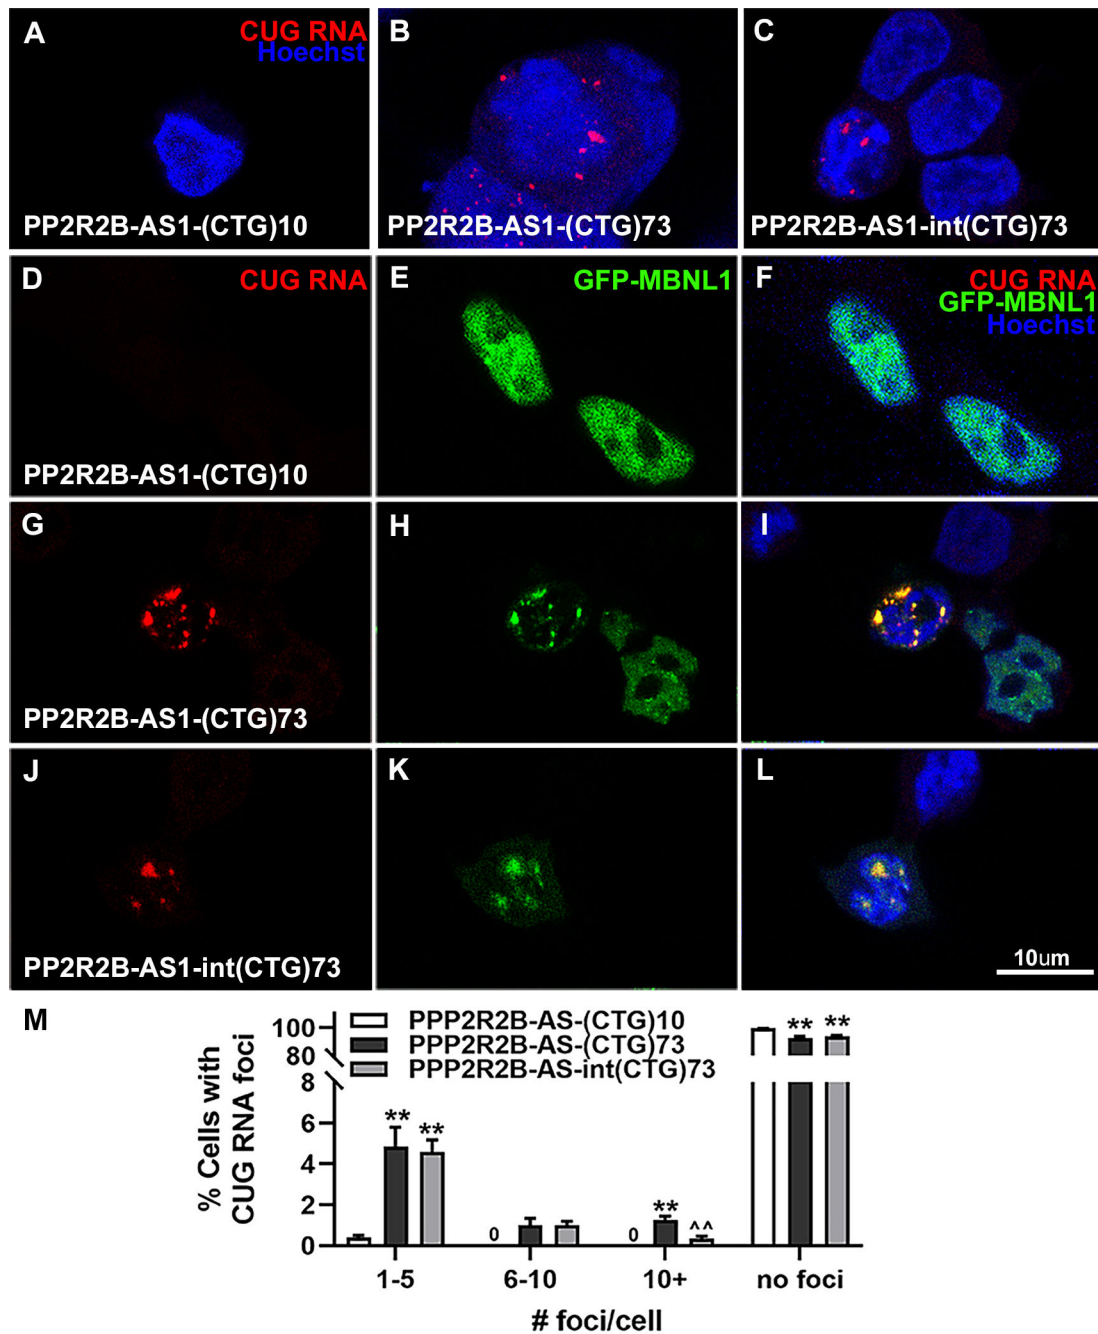 A
CUG RNA
Hoechst
PP2R2B-AS1-(CTG)10
B
PP2R2B-AS1-(CTG)73
C
PP2R2B-AS1-int(CTG)73
D
CUG RNA
PP2R2B-AS1-(CTG)10
E
GFP-MBNL1
F
CUG RNA
GFP-MBNL1
Hoechst
G
PP2R2B-AS1-(CTG)73
H
I
J
PP2R2B-AS1-int(CTG)73
K
L
10um
M
% Cells with
CUG RNA foci
100
80
8
6
4
2
0
PPP2R2B-AS-(CTG)10
PPP2R2B-AS-(CTG)73
PPP2R2B-AS-int(CTG)73
** **
0
0 ** ^^
** **
1-5 6-10 10+ no foci
# foci/cell